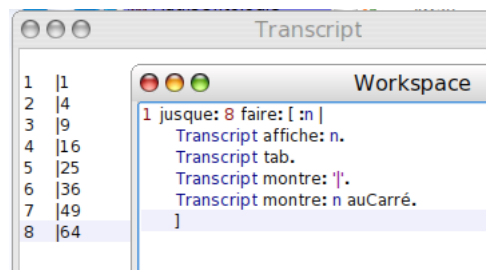 Transcript
1 |1
2 |4
3 |9
4 |16
5 |25
6 |36
7 |49
8 |64
Workspace
1 jusque: 8 faire: [ :n |
Transcript affiche: n.
Transcript tab.
Transcript montre: '|'.
Transcript montre: n auCarré.
]